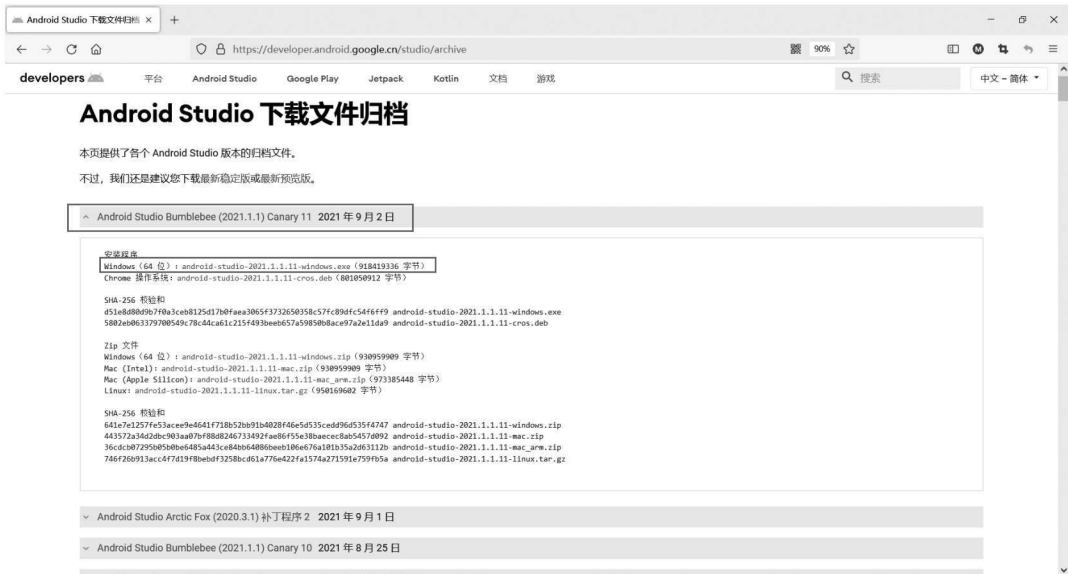 Android Studio 下载文件归档
https://developer.android.google.cn/studio/archive
90%
developers
平台
Android Studio
Google Play
Jetpack
Kotlin
文档
游戏
搜索
中文 – 简体
Android Studio 下载文件归档
本页提供了各个 Android Studio 版本的归档文件。
不过，我们还是建议您下载最新稳定版或最新预览版。
Android Studio Bumblebee (2021.1.1) Canary 11 2021 年 9 月 2 日
安装程序
Windows（64 位）: android-studio-2021.1.1.11-windows.exe（918419336 字节）
Chrome 操作系统: android-studio-2021.1.1.11-cros.deb（801050912 字节）
SHA-256 校验和
d51e8d80d9b7f0a3ceb8125d17b0faea3065f3732650358c57fc89dfc54f6ff9 android-studio-2021.1.1.11-windows.exe
5802eb063379700549c78c44ca61c215f493beeb657a59850b8ace97a2e11da9 android-studio-2021.1.1.11-cros.deb
Zip 文件
Windows（64 位）: android-studio-2021.1.1.11-windows.zip（930959909 字节）
Mac (Intel): android-studio-2021.1.1.11-mac.zip（930959909 字节）
Mac (Apple Silicon): android-studio-2021.1.1.11-mac_arm.zip（973385448 字节）
Linux: android-studio-2021.1.1.11-linux.tar.gz（950169602 字节）
SHA-256 校验和
641e7e1257fe53acee9e4641f718b52bb91b4028f46e5d535cedd96d535f4747 android-studio-2021.1.1.11-windows.zip
443572a34d2dbc903aa07bf88d8246733492fae86f55e38baecec8ab5457d092 android-studio-2021.1.1.11-mac.zip
36cdcb07295b05b0be6485a443ce84bb64086beeb106e676a101b35a2d63112b android-studio-2021.1.1.11-mac_arm.zip
746f26b913acc4f7d19f8bebdf3258bcd61a776e422fa1574a271591e759fb5a android-studio-2021.1.1.11-linux.tar.gz
Android Studio Arctic Fox (2020.3.1) 补丁程序 2 2021 年 9 月 1 日
Android Studio Bumblebee (2021.1.1) Canary 10 2021 年 8 月 25 日